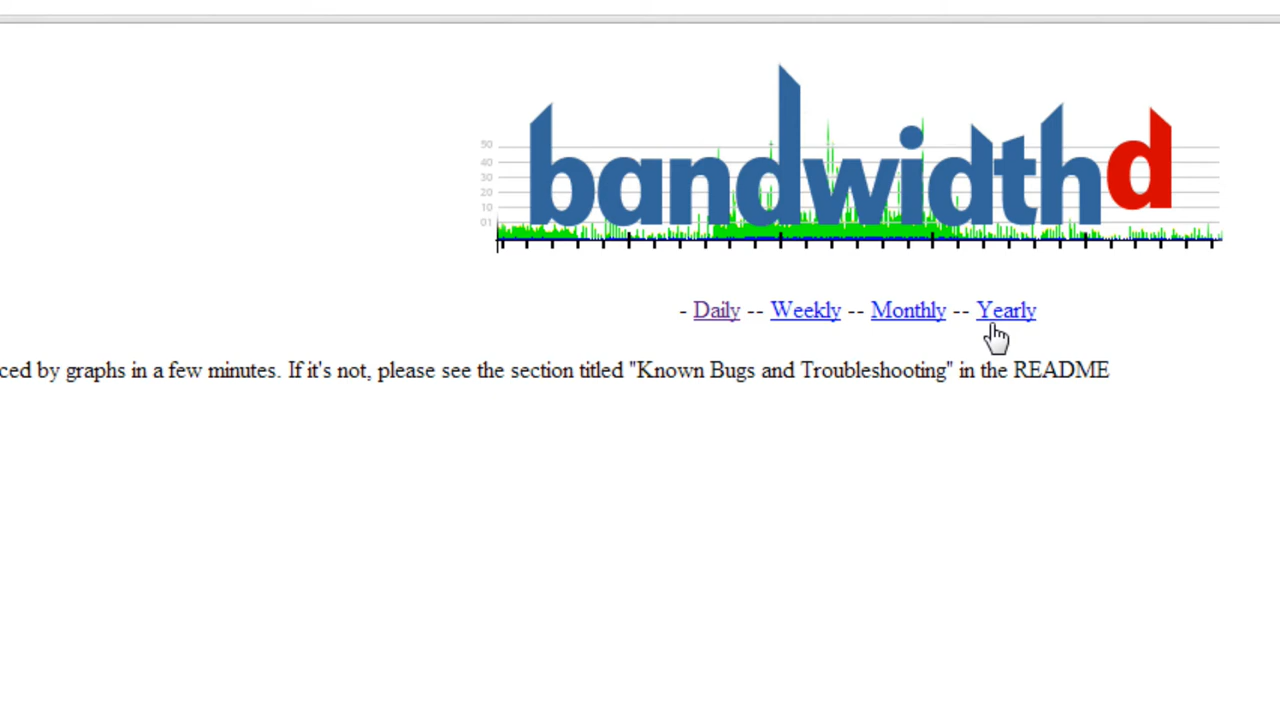 50
40
30
20
10
01
bandwidthd
- Daily -- Weekly -- Monthly -- Yearly
ced by graphs in a few minutes. If it's not, please see the section titled "Known Bugs and Troubleshooting" in the README